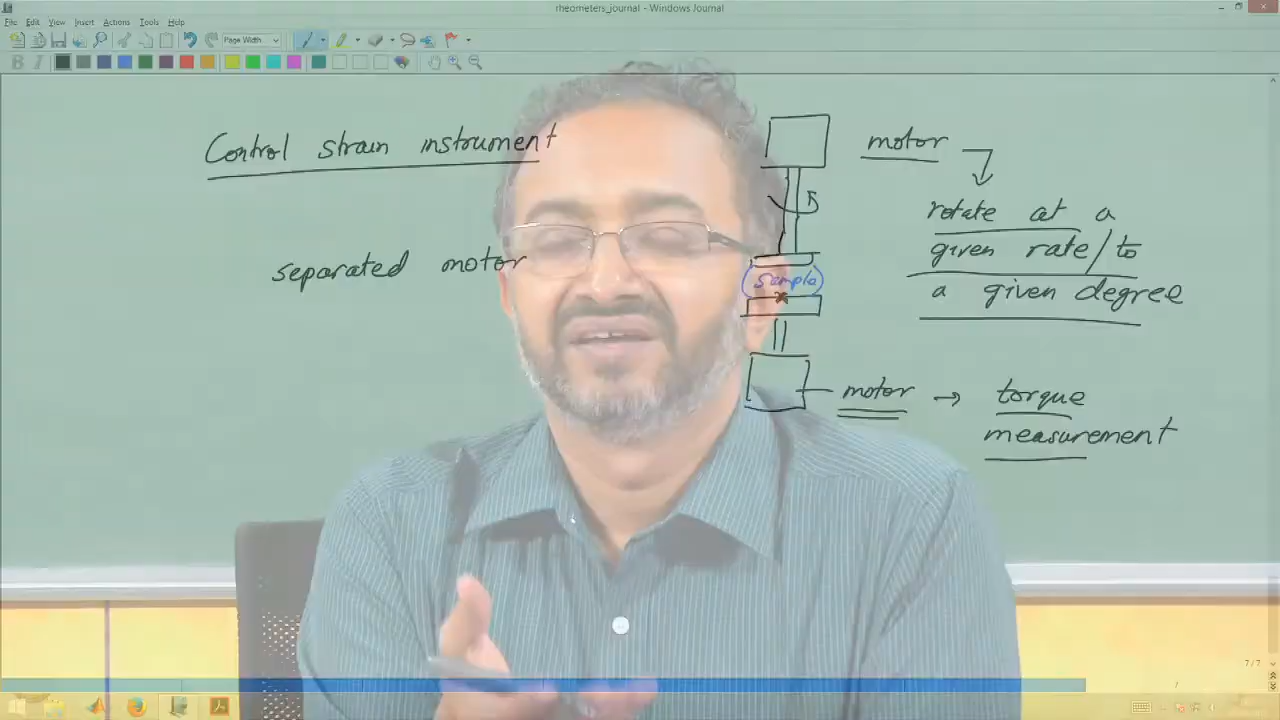 rheometers_journal - Windows Journal
File Edit View Insert Actions Tools Help
Page Width
B I
Control strain instrument
motor
rotate at a
given rate/to
a given degree
separated motor
sample
motor → torque
measurement
7/7
7